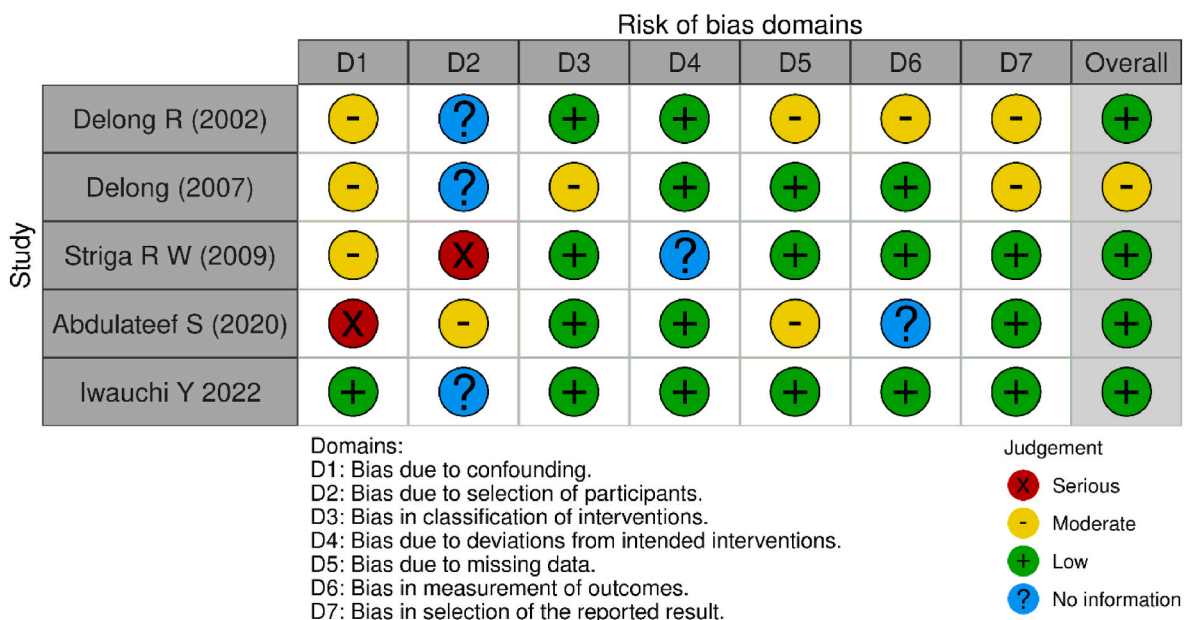 Risk of bias domains
D1 D2 D3 D4 D5 D6 D7 Overall
Study
Delong R (2002) - ? + + - - - +
Delong (2007) - ? - + + + - -
Striga R W (2009) - X + ? + + + +
Abdulateef S (2020) X - + + - ? + +
Iwauchi Y 2022 + ? + + + + + +
Domains:
D1: Bias due to confounding.
D2: Bias due to selection of participants.
D3: Bias in classification of interventions.
D4: Bias due to deviations from intended interventions.
D5: Bias due to missing data.
D6: Bias in measurement of outcomes.
D7: Bias in selection of the reported result.
Judgement
X Serious
- Moderate
+ Low
? No information